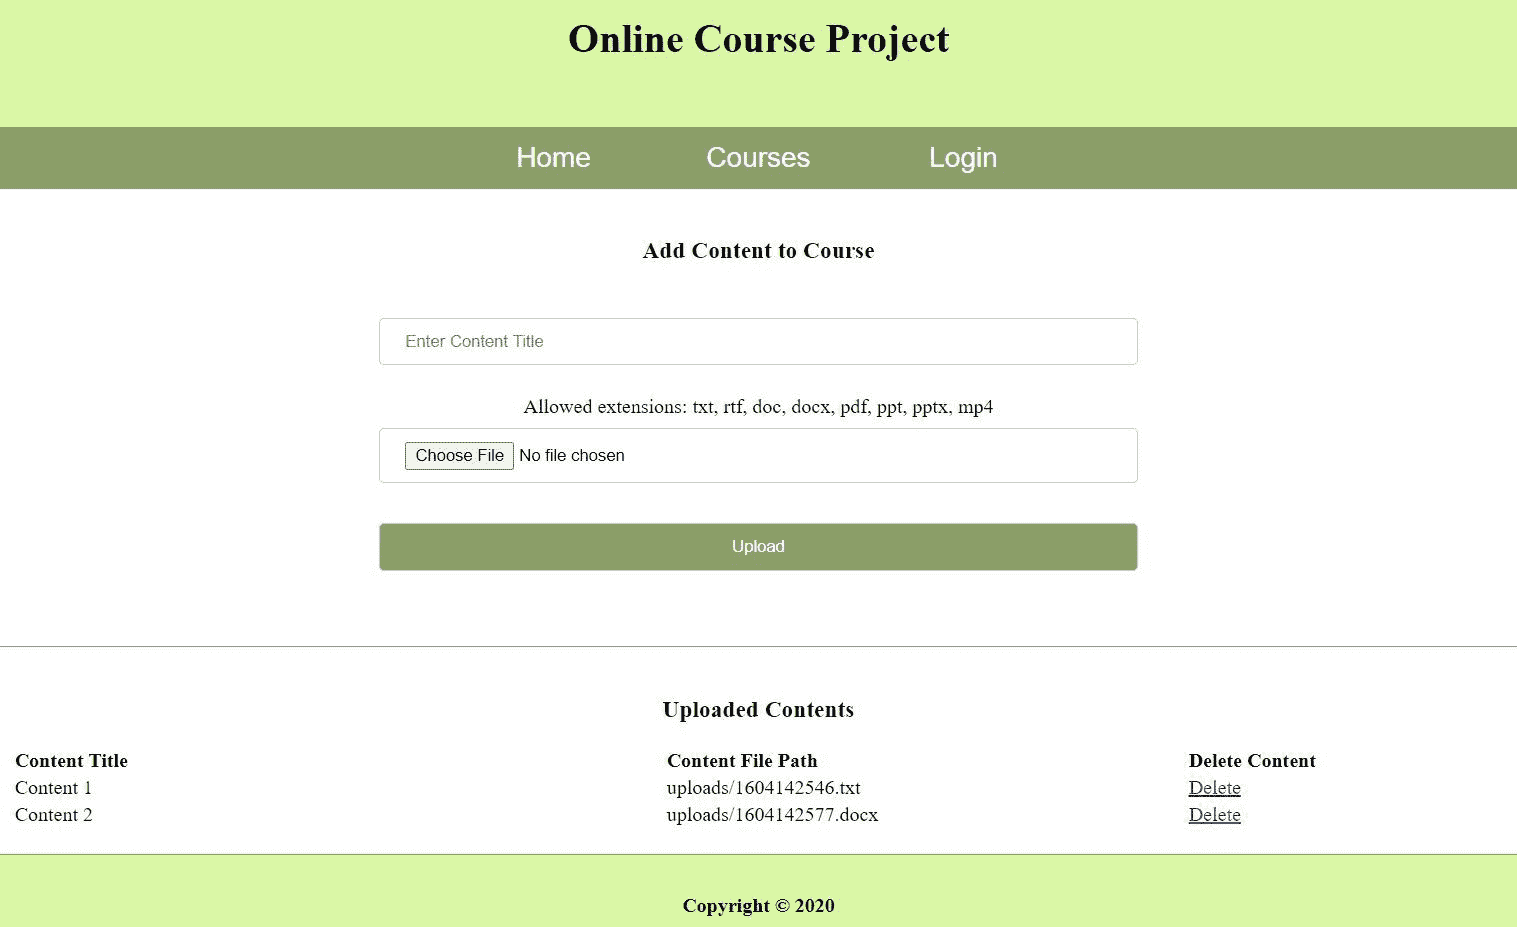 Online Course Project
Home Courses Login
Add Content to Course
Enter Content Title
Allowed extensions: txt, rtf, doc, docx, pdf, ppt, pptx, mp4
Choose File No file chosen
Upload
Uploaded Contents
Content Title Content File Path Delete Content
Content 1 uploads/1604142546.txt Delete
Content 2 uploads/1604142577.docx Delete
Copyright © 2020